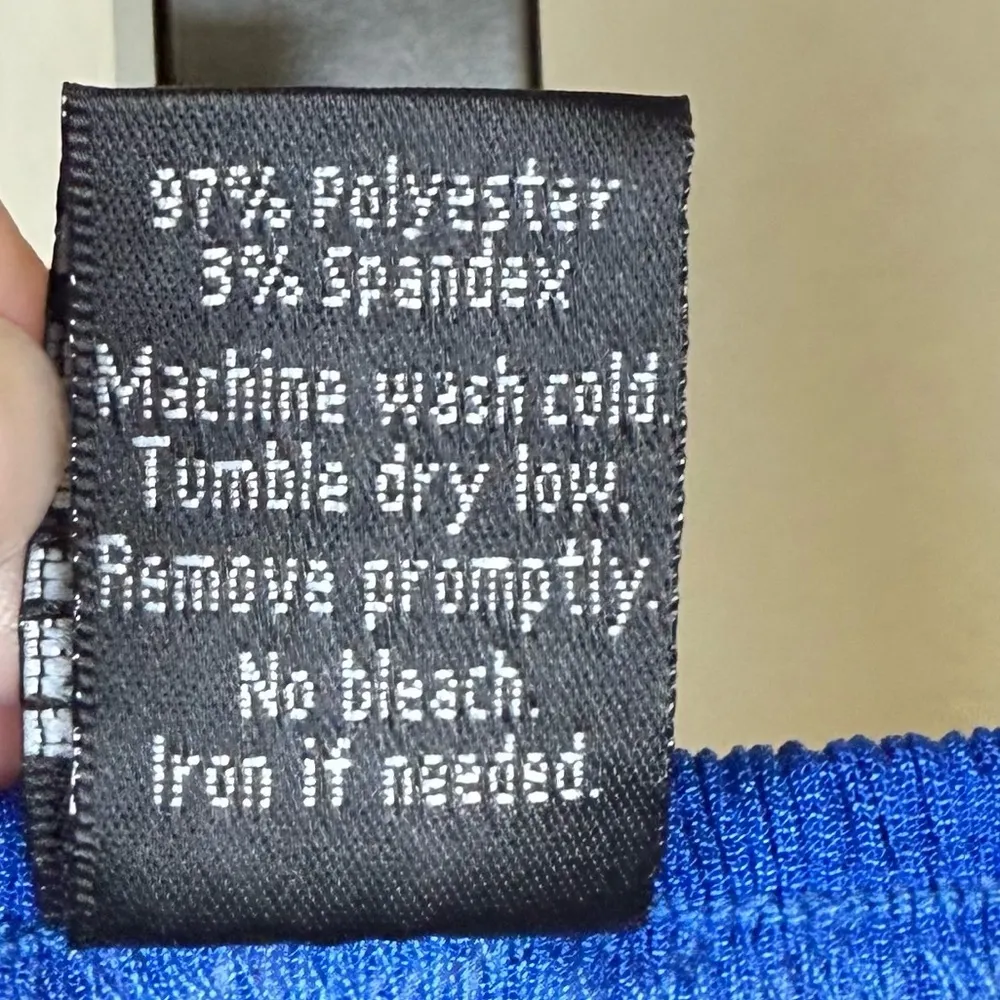 97% Polyester
3% Spandex
Machine wash cold.
Tumble dry low.
Remove promptly.
No bleach.
Iron if needed.